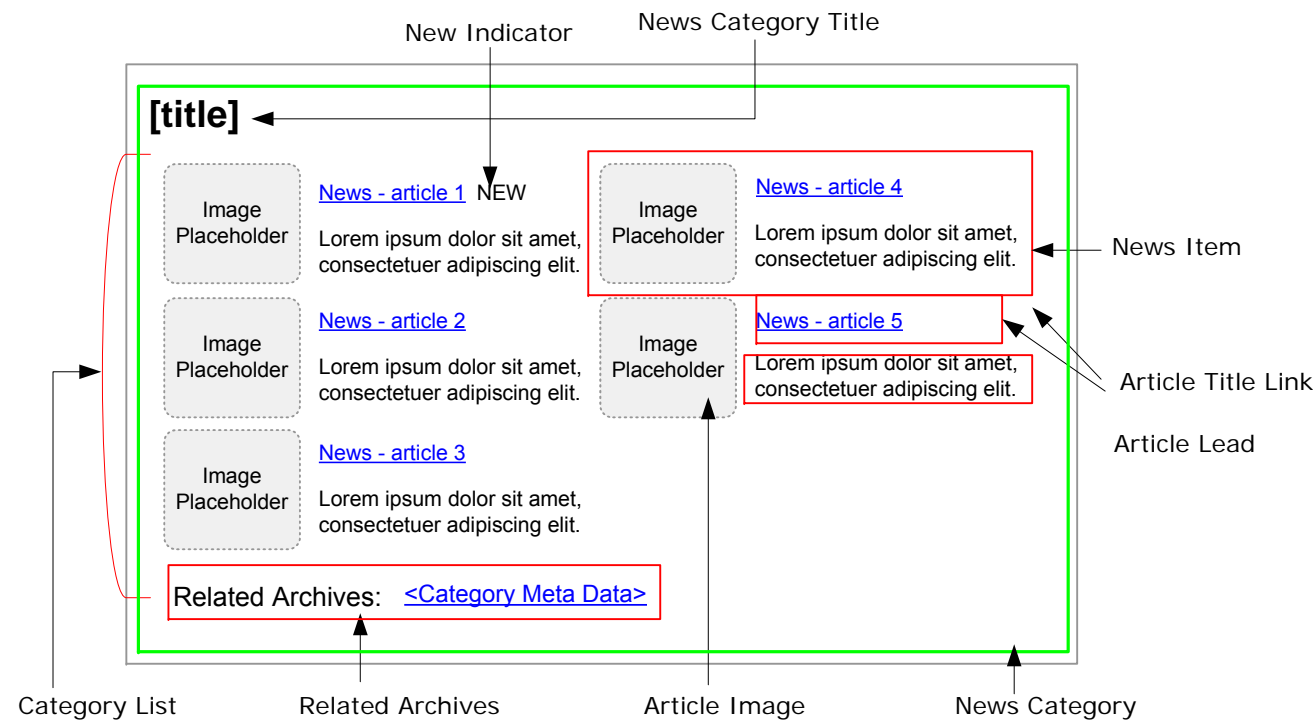 New Indicator
News Category Title
[title]
Image
Placeholder
News - article 1 NEW
Lorem ipsum dolor sit amet,
consectetuer adipiscing elit.
Image
Placeholder
News - article 4
Lorem ipsum dolor sit amet,
consectetuer adipiscing elit.
News Item
Image
Placeholder
News - article 2
Lorem ipsum dolor sit amet,
consectetuer adipiscing elit.
Image
Placeholder
News - article 5
Lorem ipsum dolor sit amet,
consectetuer adipiscing elit.
Article Title Link
Article Lead
Image
Placeholder
News - article 3
Lorem ipsum dolor sit amet,
consectetuer adipiscing elit.
Related Archives: <Category Meta Data>
Category List
Related Archives
Article Image
News Category